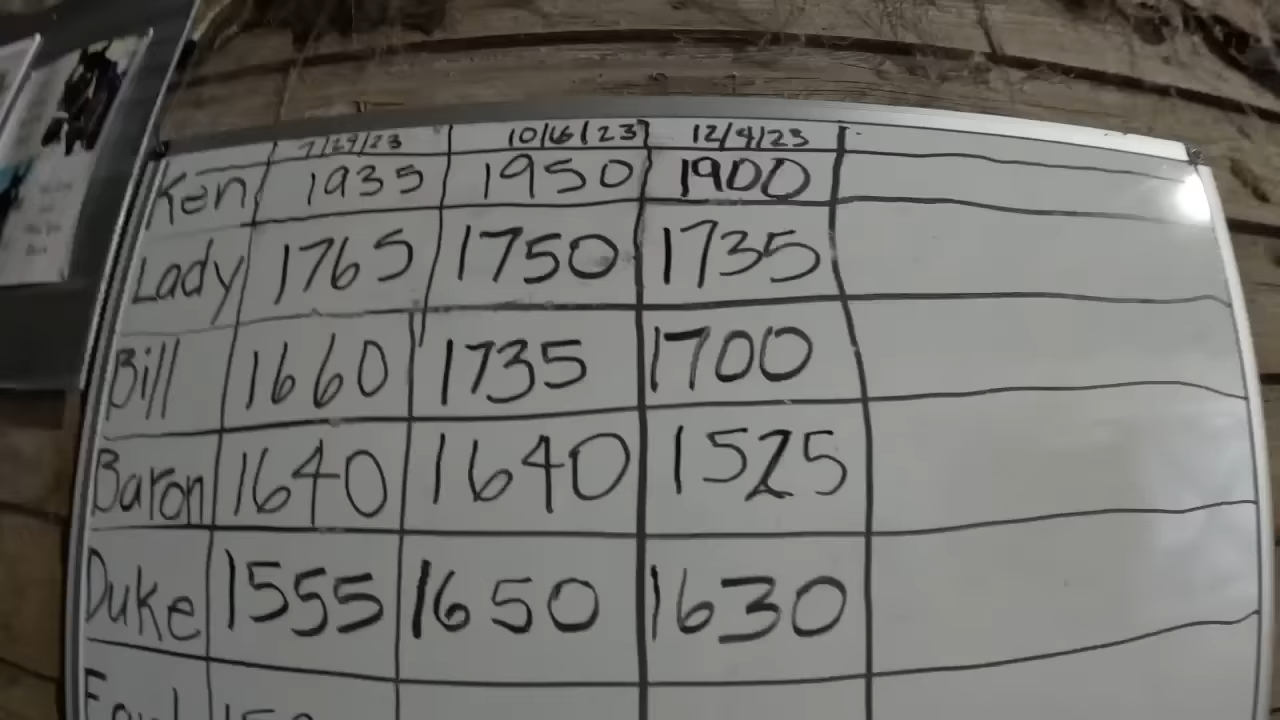 7/29/23 10/6/23 12/4/23
Ken 1935 1950 1900
Lady 1765 1750 1735
Bill 1660 1735 1700
Baron 1640 1640 1525
Duke 1555 1650 1630